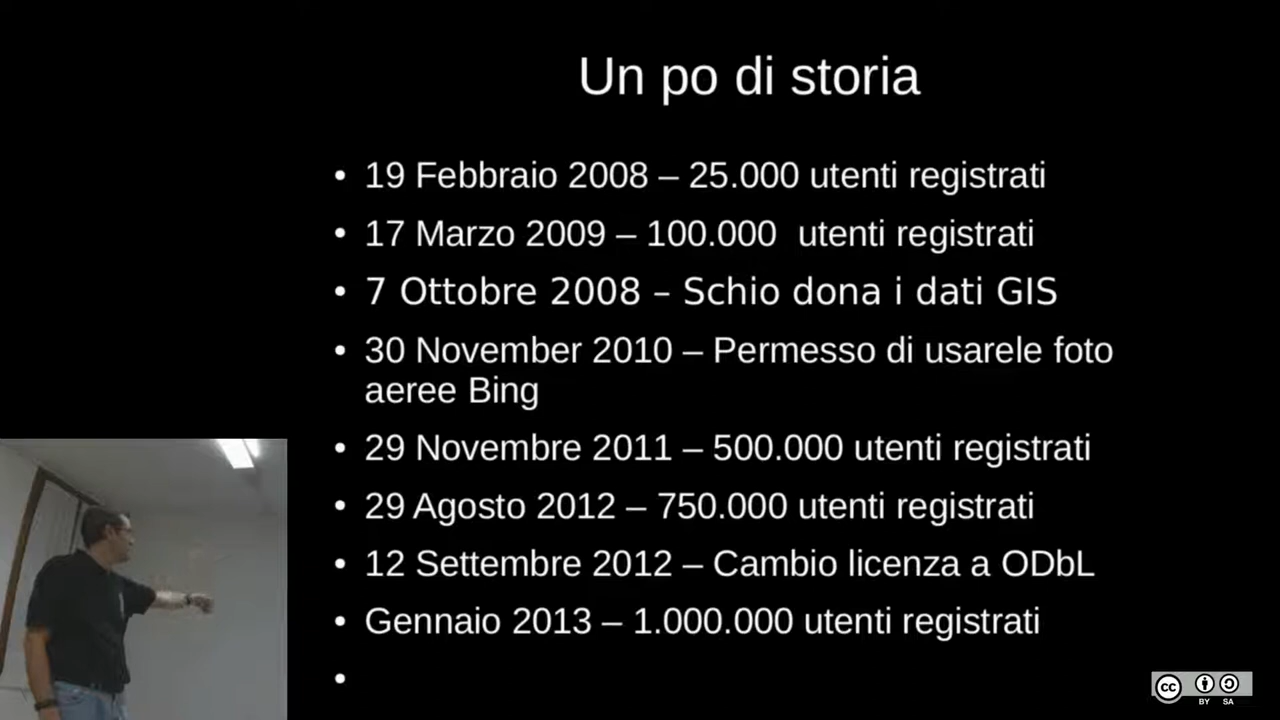 Un po di storia
• 19 Febbraio 2008 – 25.000 utenti registrati
• 17 Marzo 2009 – 100.000  utenti registrati
• 7 Ottobre 2008 – Schio dona i dati GIS
• 30 November 2010 – Permesso di usarele foto
aeree Bing
• 29 Novembre 2011 – 500.000 utenti registrati
• 29 Agosto 2012 – 750.000 utenti registrati
• 12 Settembre 2012 – Cambio licenza a ODbL
• Gennaio 2013 – 1.000.000 utenti registrati
•
cc BY SA